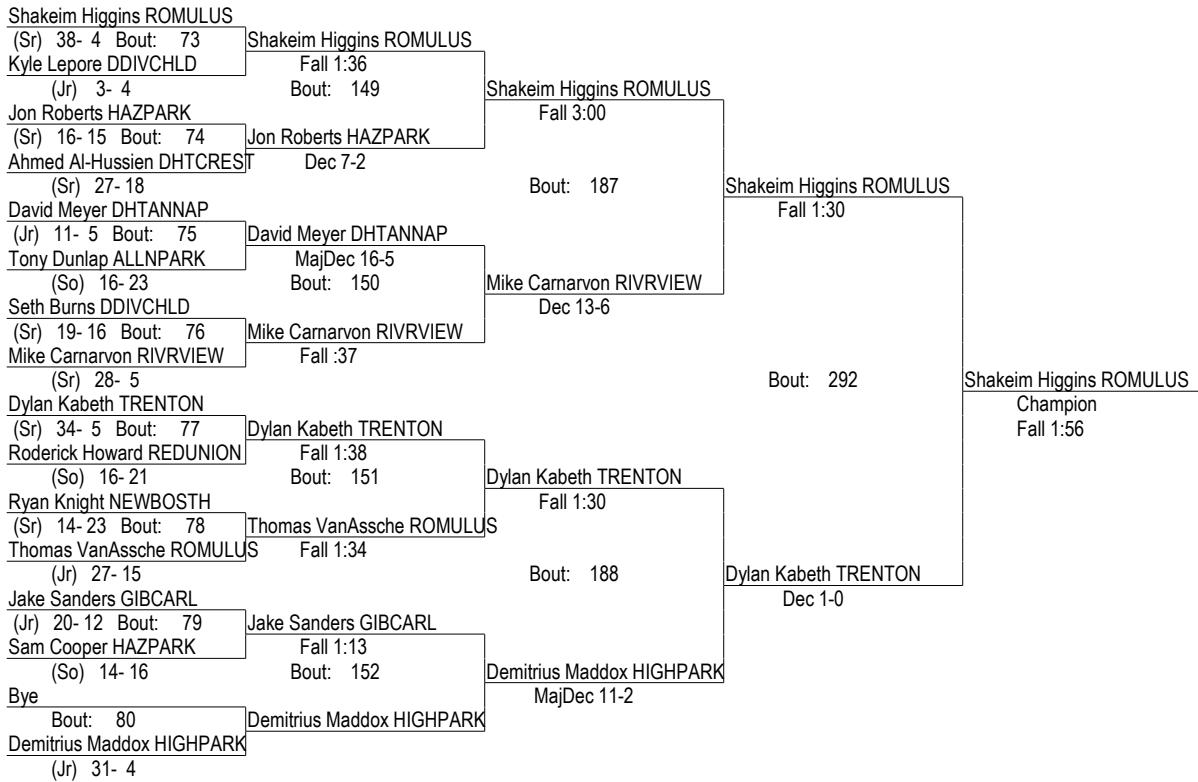 Shakeim Higgins ROMULUS
(Sr) 38- 4 Bout: 73 Shakeim Higgins ROMULUS
Kyle Lepore DDIVCHLD Fall 1:36
(Jr) 3- 4 Bout: 149 Shakeim Higgins ROMULUS
Jon Roberts HAZPARK Fall 3:00
(Sr) 16- 15 Bout: 74 Jon Roberts HAZPARK
Ahmed Al-Hussien DHTCREST Dec 7-2
(Sr) 27- 18 Bout: 187 Shakeim Higgins ROMULUS
David Meyer DHTANNAP Fall 1:30
(Jr) 11- 5 Bout: 75 David Meyer DHTANNAP
Tony Dunlap ALLNPARK MajDec 16-5
(So) 16- 23 Bout: 150 Mike Carnarvon RIVRVIEW
Seth Burns DDIVCHLD Dec 13-6
(Sr) 19- 16 Bout: 76 Mike Carnarvon RIVRVIEW
Mike Carnarvon RIVRVIEW Fall :37
(Sr) 28- 5 Bout: 292 Shakeim Higgins ROMULUS
Dylan Kabeth TRENTON Champion
(Sr) 34- 5 Bout: 77 Dylan Kabeth TRENTON Fall 1:56
Roderick Howard REDUNION Fall 1:38
(So) 16- 21 Bout: 151 Dylan Kabeth TRENTON
Ryan Knight NEWBOSTH Fall 1:30
(Sr) 14- 23 Bout: 78 Thomas VanAssche ROMULUS
Thomas VanAssche ROMULUS Fall 1:34
(Jr) 27- 15 Bout: 188 Dylan Kabeth TRENTON
Jake Sanders GIBCARL Dec 1-0
(Jr) 20- 12 Bout: 79 Jake Sanders GIBCARL
Sam Cooper HAZPARK Fall 1:13
(So) 14- 16 Bout: 152 Demitrius Maddox HIGHPARK
Bye MajDec 11-2
Bout: 80 Demitrius Maddox HIGHPARK
Demitrius Maddox HIGHPARK
(Jr) 31- 4